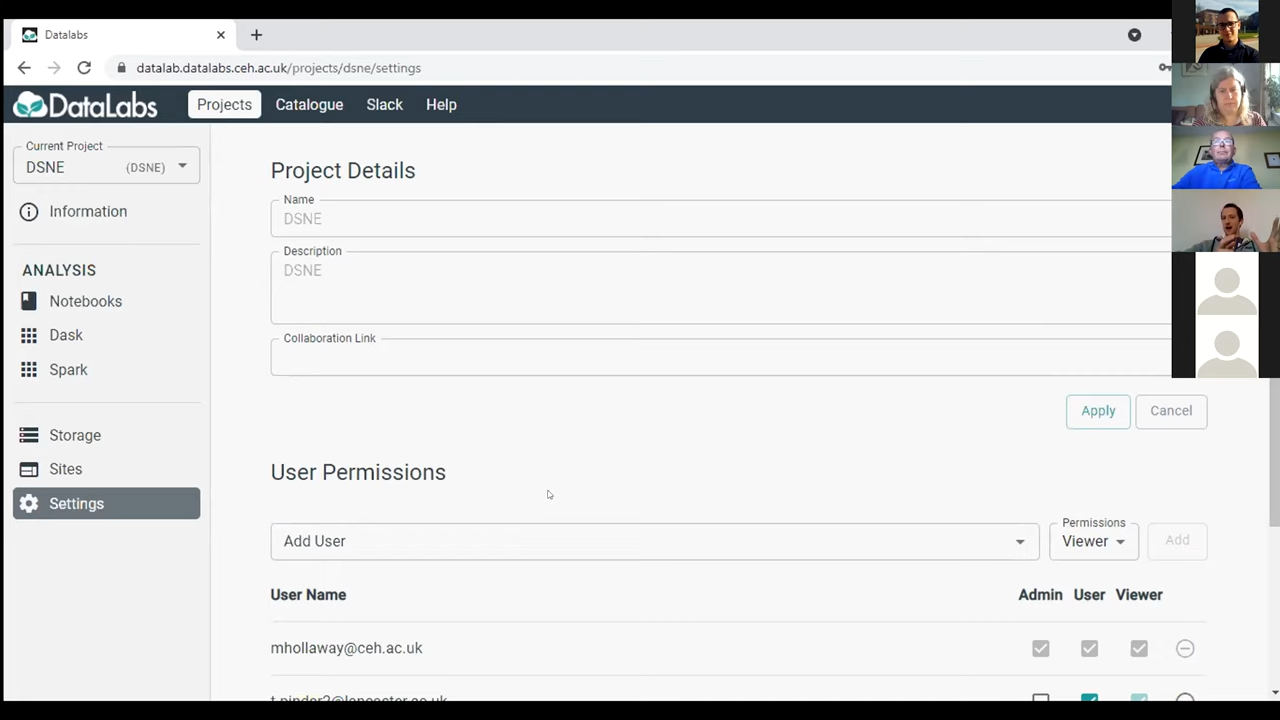 Datalabs
datalab.datalabs.ceh.ac.uk/projects/dsne/settings
DataLabs
Projects
Catalogue
Slack
Help
Current Project
DSNE (DSNE)
Information
ANALYSIS
Notebooks
Dask
Spark
Storage
Sites
Settings
Project Details
Name
DSNE
Description
DSNE
Collaboration Link
Apply
Cancel
User Permissions
Add User
Permissions
Viewer
Add
User Name
Admin
User
Viewer
mhollaway@ceh.ac.uk